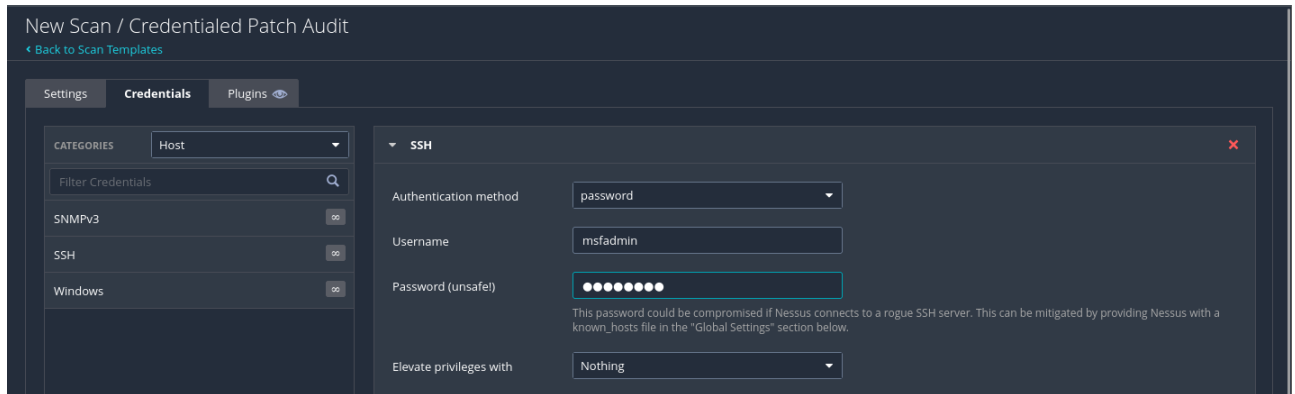 New Scan / Credentialed Patch Audit
Back to Scan Templates
Settings
Credentials
Plugins
CATEGORIES
Host
Filter Credentials
SNMPv3
∞
SSH
∞
Windows
∞
SSH
Authentication method
password
Username
msfadmin
Password (unsafe!)
●●●●●●●●
This password could be compromised if Nessus connects to a rogue SSH server. This can be mitigated by providing Nessus with a
known_hosts file in the "Global Settings" section below.
Elevate privileges with
Nothing